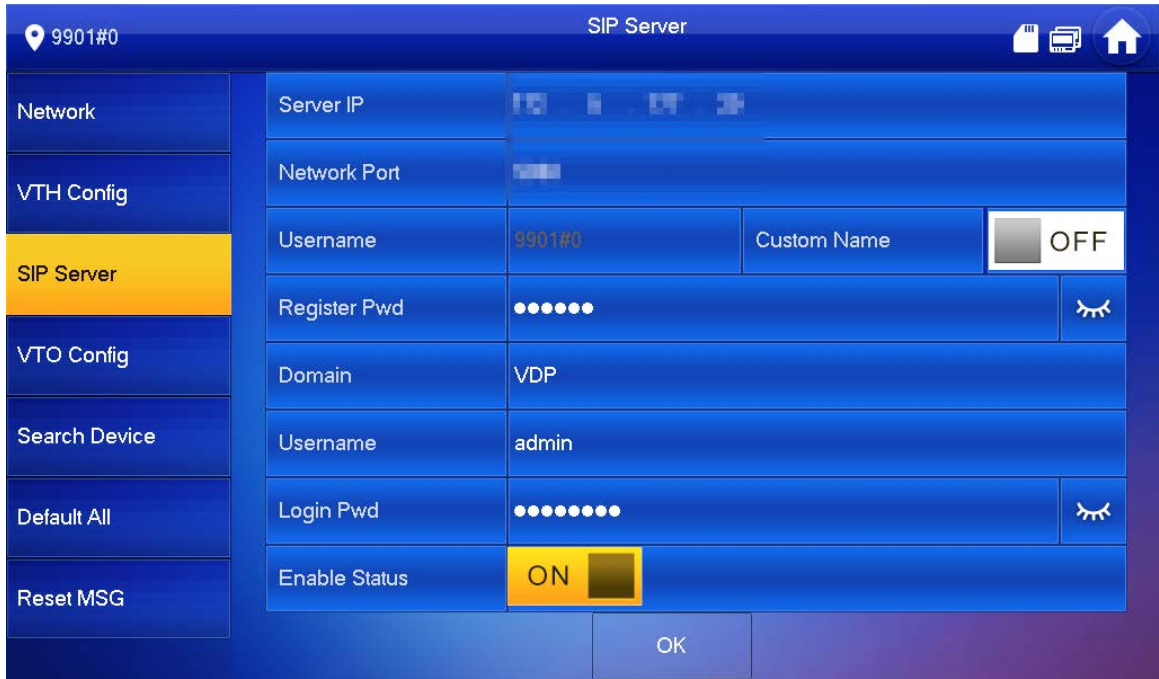 9901#0
SIP Server
Network
VTH Config
SIP Server
VTO Config
Search Device
Default All
Reset MSG
Server IP
Network Port
Username 9901#0 Custom Name OFF
Register Pwd ●●●●●●
Domain VDP
Username admin
Login Pwd ●●●●●●●●
Enable Status ON
OK